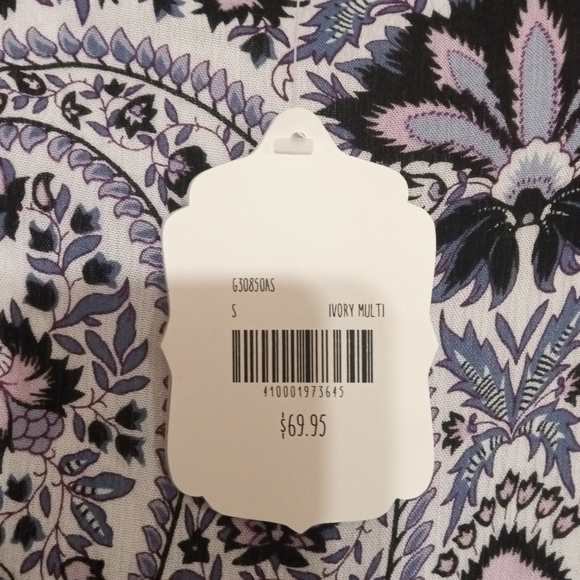 G30850AS
S IVORY MULTI
410001973645
$69.95